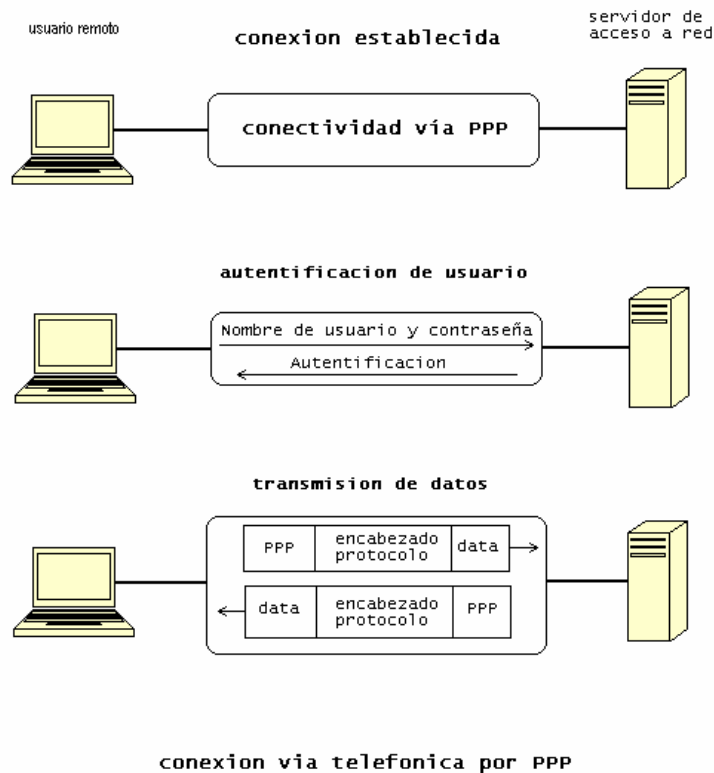 usuario remoto
conexion establecida
servidor de
acceso a red
conectividad vía PPP
autentificacion de usuario
Nombre de usuario y contraseña
Autentificacion
transmision de datos
PPP
encabezado
protocolo
data
data
encabezado
protocolo
PPP
conexion via telefonica por PPP